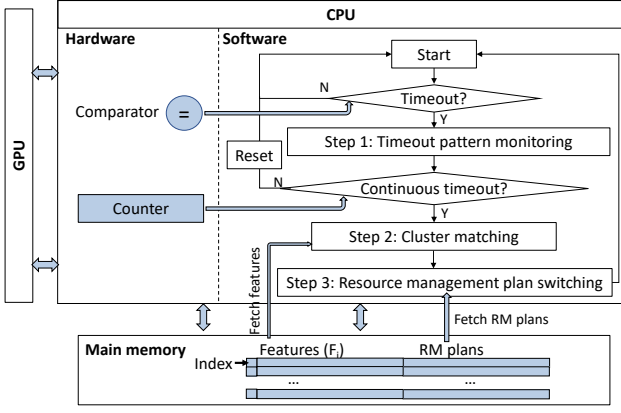 CPU
Hardware
Software
Start
N
Timeout?
Comparator
=
Y
Step 1: Timeout pattern monitoring
Reset
GPU
N
Continuous timeout?
Counter
Y
Step 2: Cluster matching
Step 3: Resource management plan switching
Fetch features
Fetch RM plans
Main memory
Features (Fi)
RM plans
Index
...
...